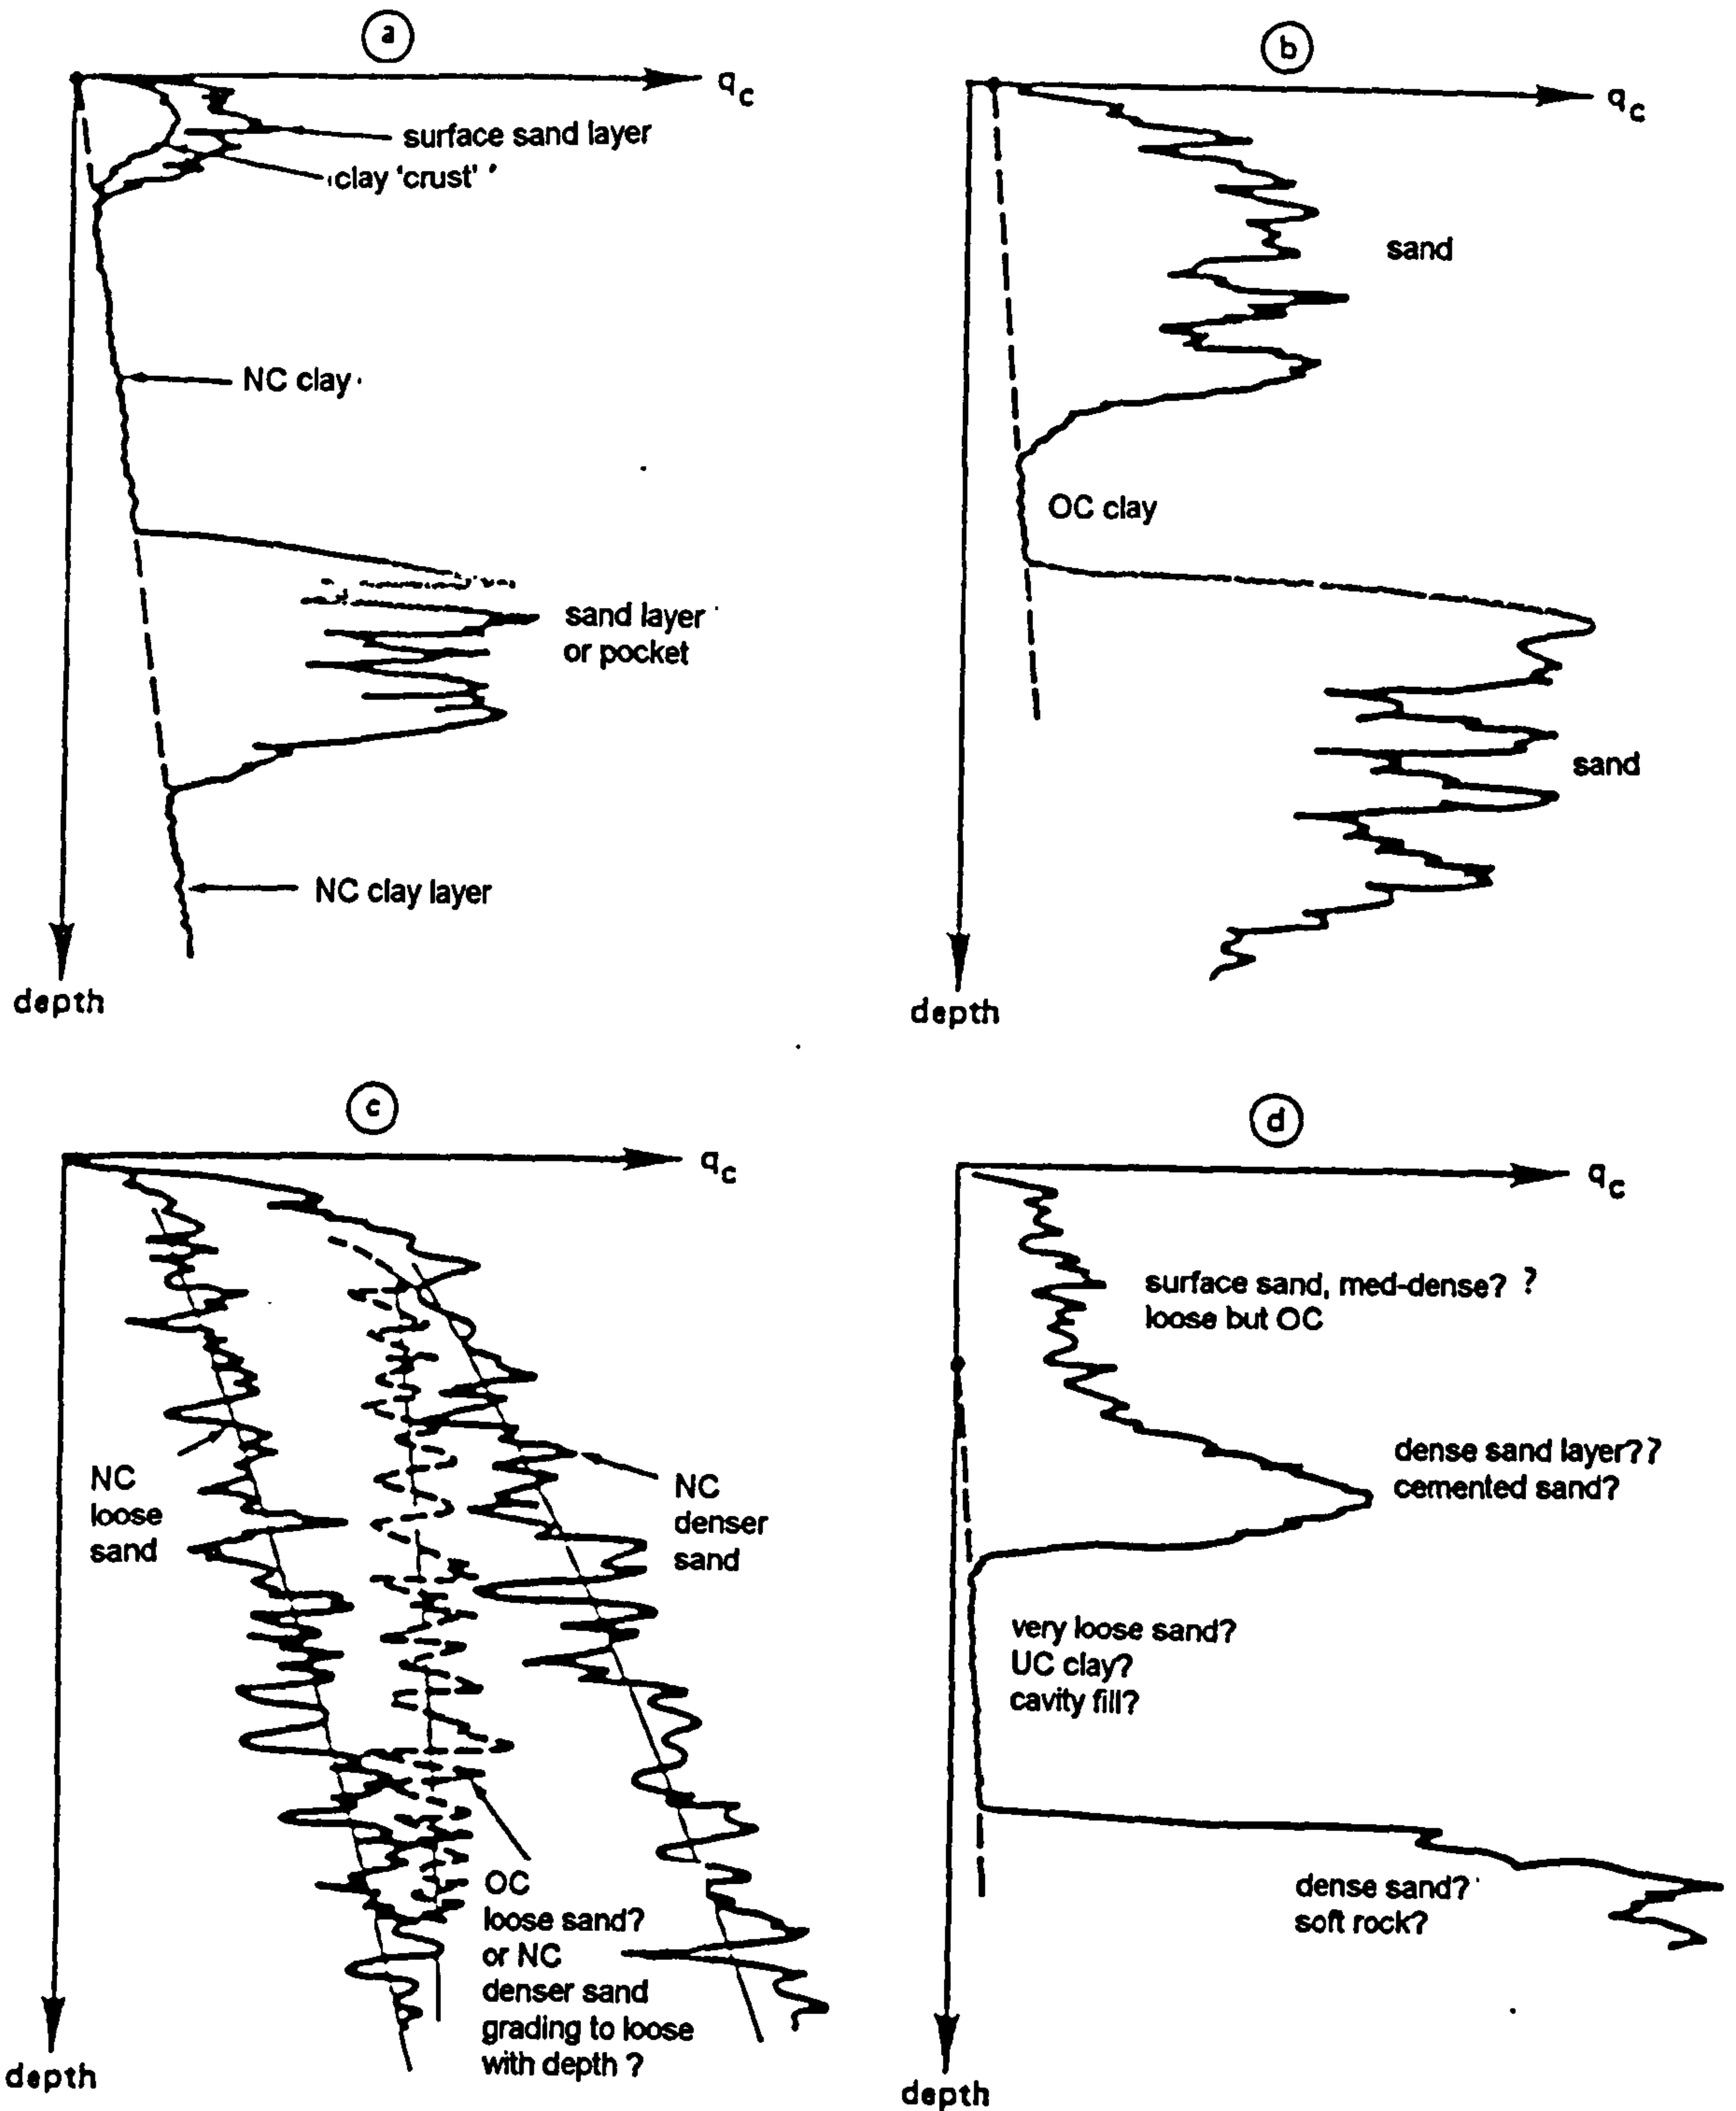 a
q c
surface sand layer
clay 'crust'
NC clay
sand layer
or pocket
NC clay layer
depth
b
q c
sand
OC clay
sand
depth
c
q c
NC
loose
sand
NC
denser
sand
OC
loose sand?
or NC
denser sand
grading to loose
with depth ?
depth
d
q c
surface sand, med-dense? ?
loose but OC
dense sand layer??
cemented sand?
very loose sand?
UC clay?
cavity fill?
dense sand?
soft rock?
depth